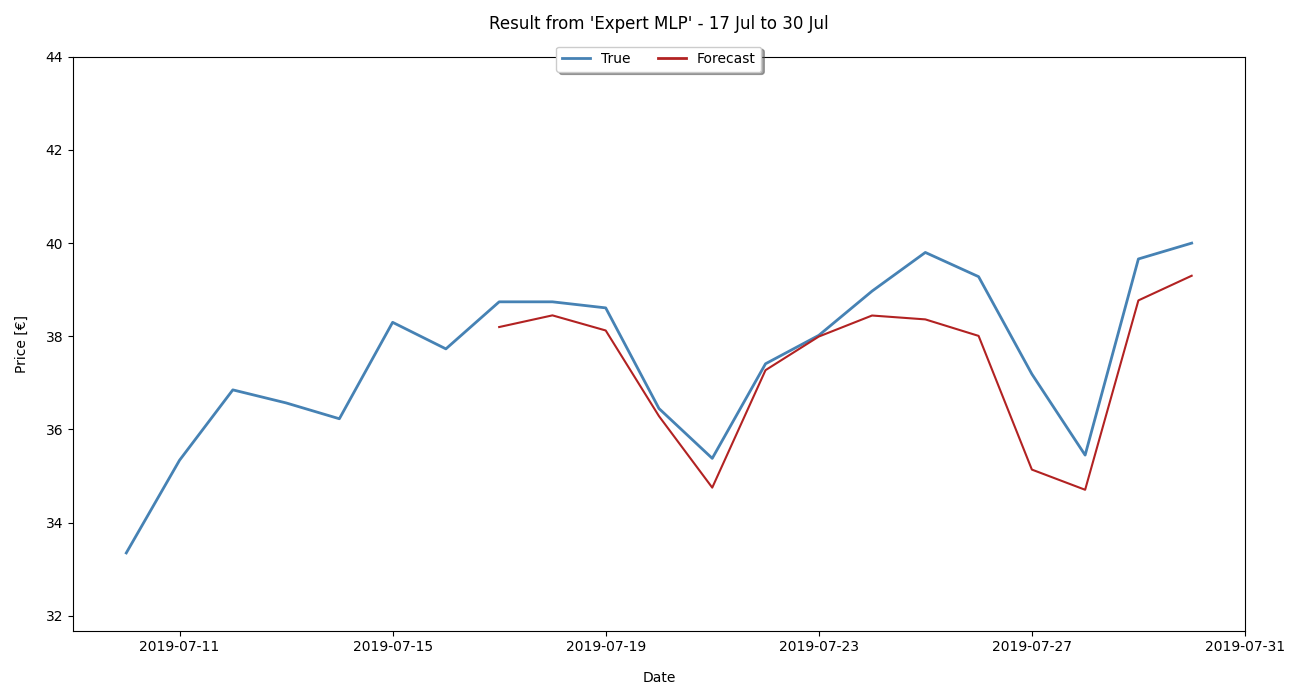 Result from 'Expert MLP' - 17 Jul to 30 Jul
True Forecast
44
42
40
38
36
34
32
Price [€]
2019-07-11 2019-07-15 2019-07-19 2019-07-23 2019-07-27 2019-07-31
Date